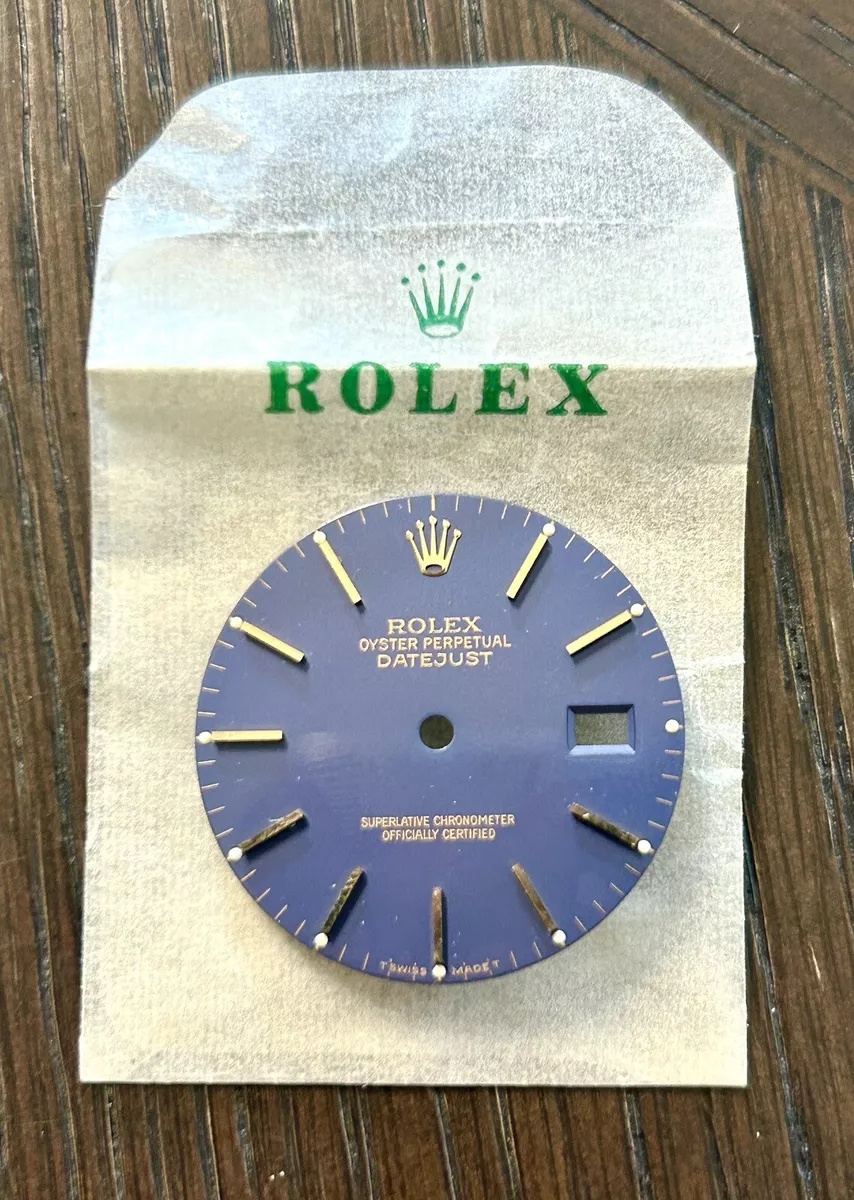 ROLEX
ROLEX
OYSTER PERPETUAL
DATEJUST
SUPERLATIVE CHRONOMETER
OFFICIALLY CERTIFIED
T SWISS MADE T